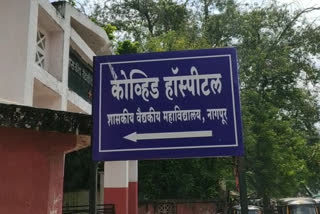 कोव्हिड हॉस्पीटल
शासकीय वैद्यकीय महाविद्यालय, नागपूर